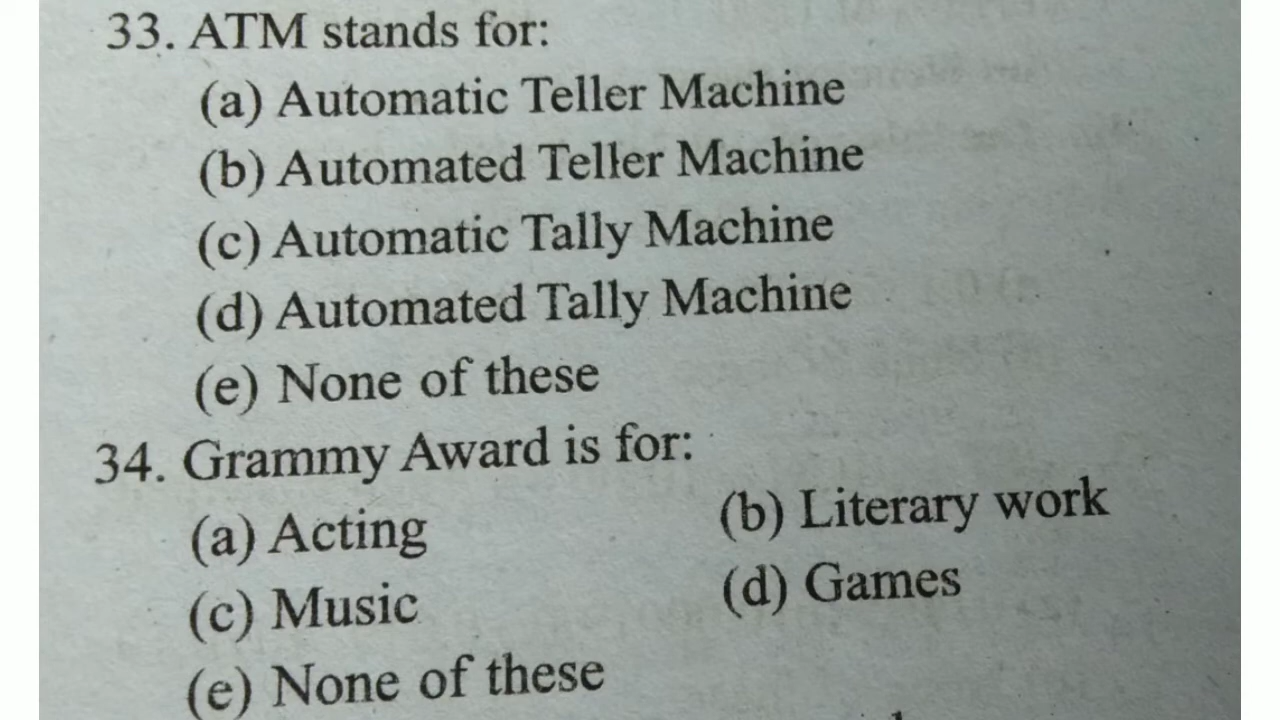 33. ATM stands for:
(a) Automatic Teller Machine
(b) Automated Teller Machine
(c) Automatic Tally Machine
(d) Automated Tally Machine
(e) None of these
34. Grammy Award is for:
(a) Acting (b) Literary work
(c) Music (d) Games
(e) None of these